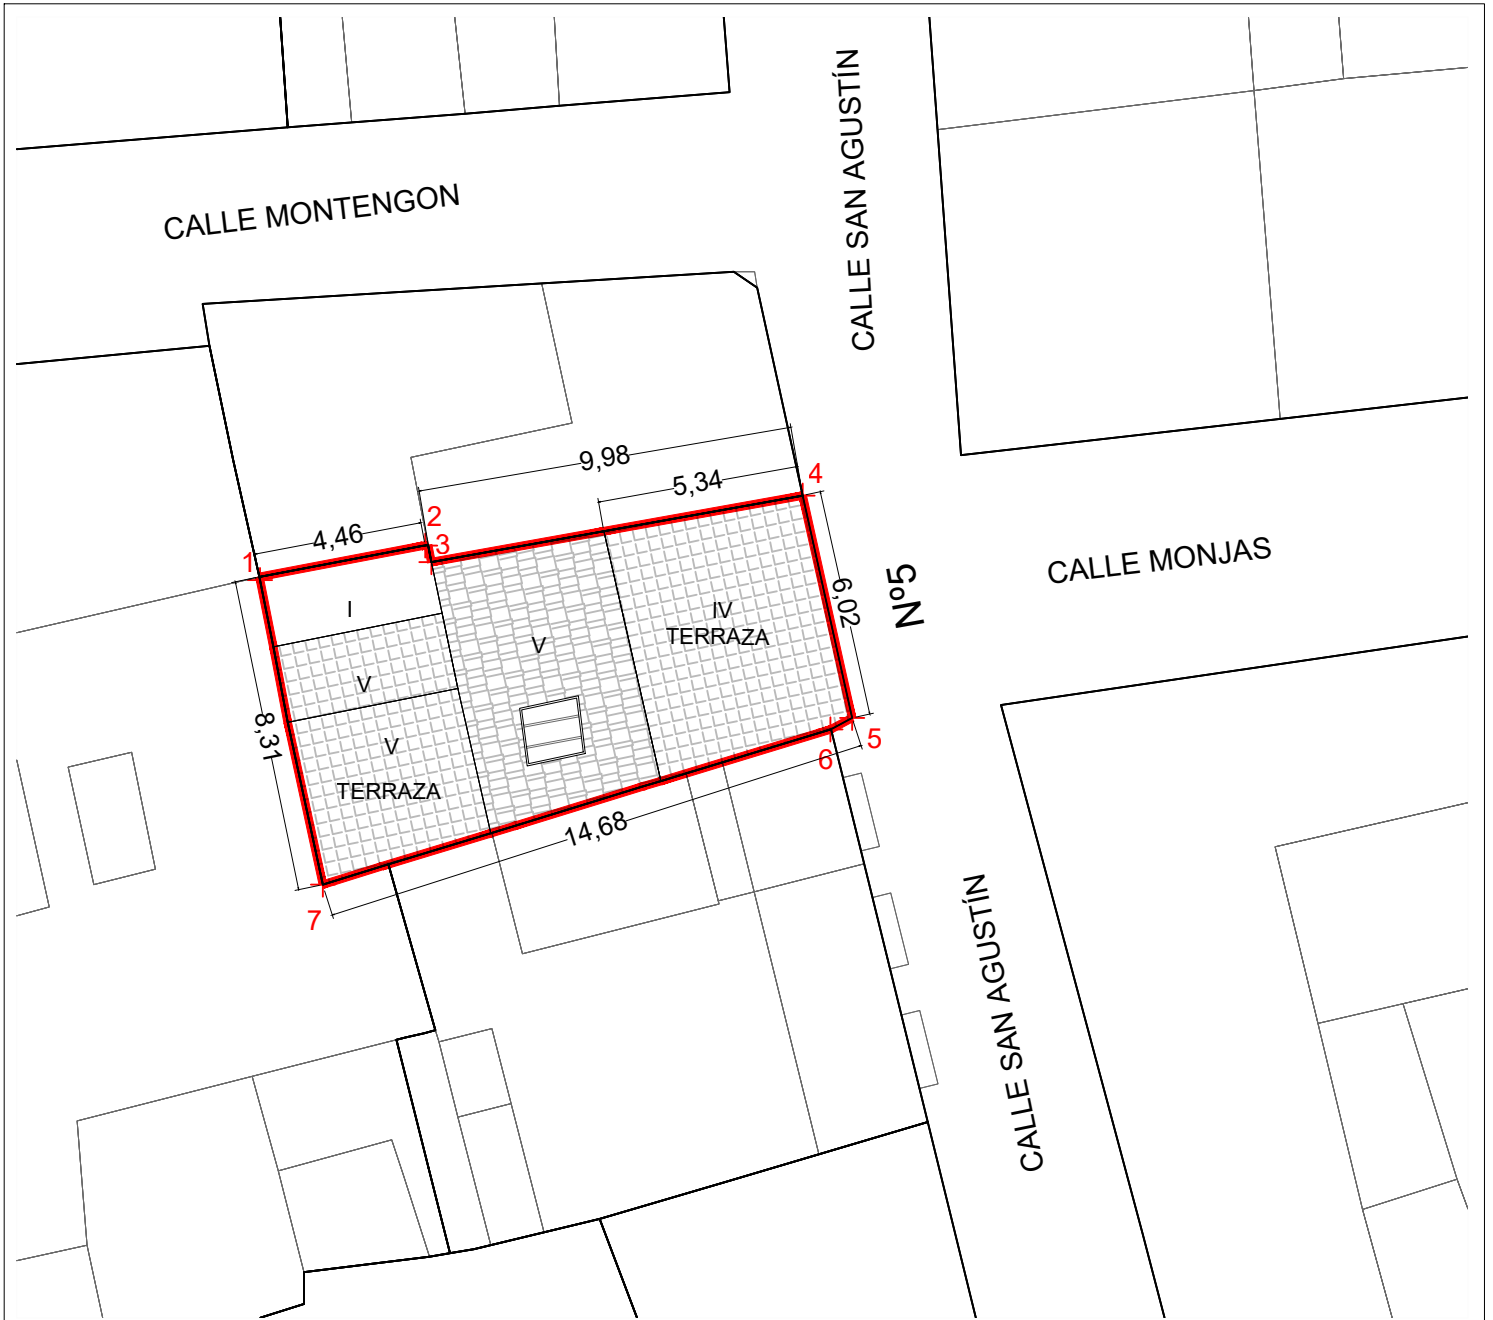 CALLE SAN AGUSTÍN
CALLE MONTENGON
9,98
4
5,34
2
4,46
3
1
CALLE MONJAS
Nº5
I
IV
TERRAZA
6,02
V
V
8,31
V
5
6
TERRAZA
14,68
7
CALLE SAN AGUSTÍN